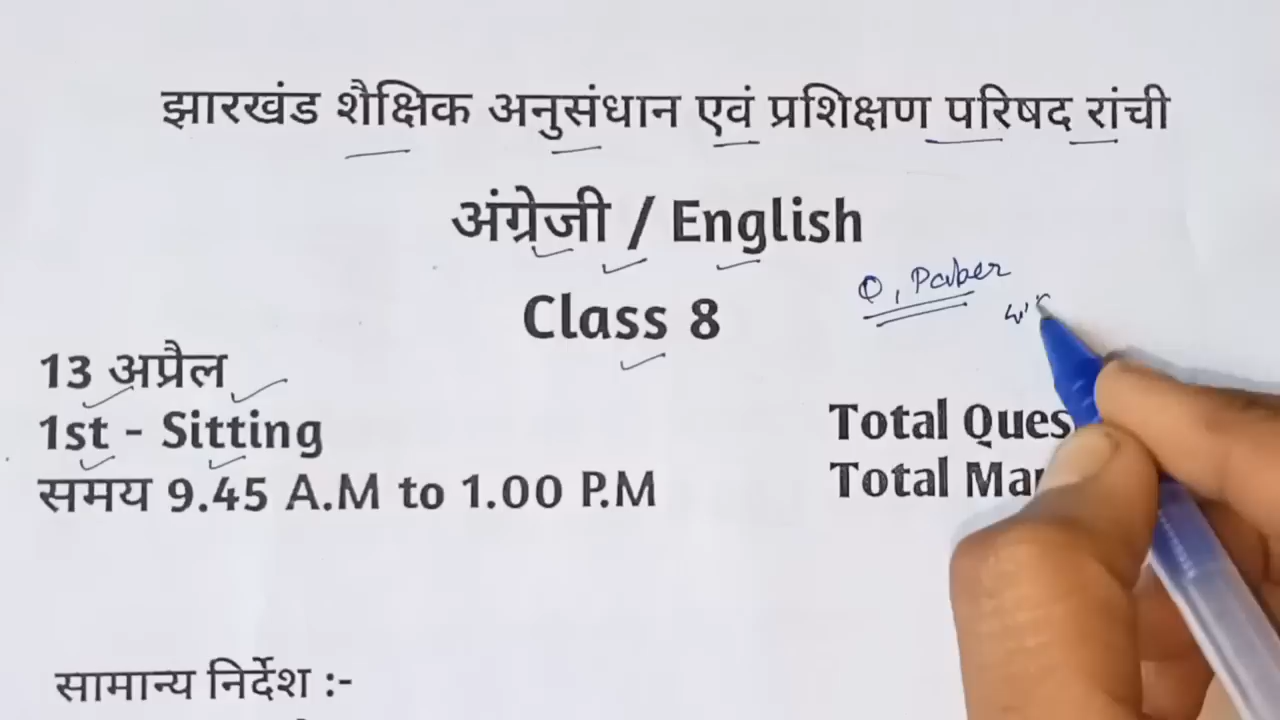 झारखंड शैक्षिक अनुसंधान एवं प्रशिक्षण परिषद रांची
अंग्रेजी / English
Q, Paper
Class 8
13 अप्रैल
1st - Sitting
Total Ques
समय 9.45 A.M to 1.00 P.M
Total Mar
सामान्य निर्देश :-